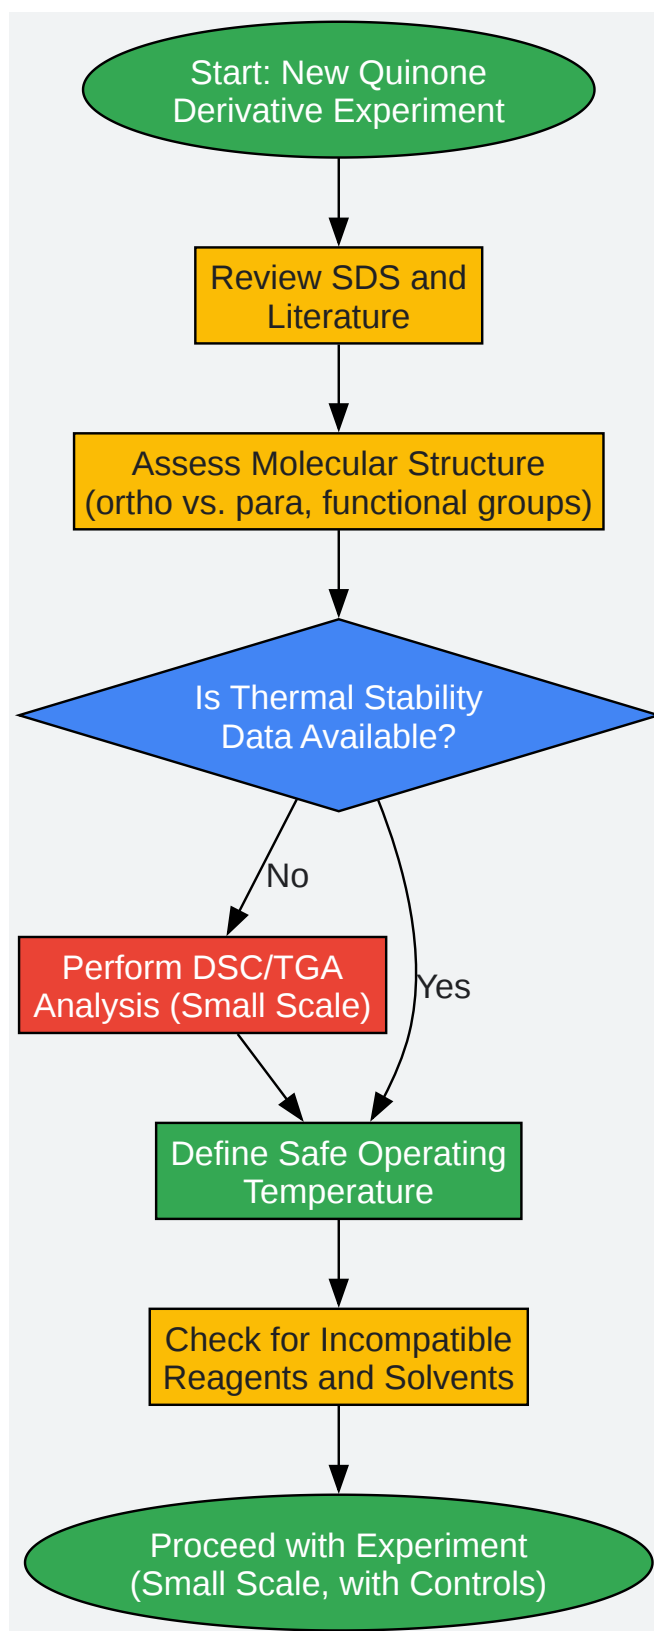 Start: New Quinone
Derivative Experiment
Review SDS and
Literature
Assess Molecular Structure
(ortho vs. para, functional groups)
Is Thermal Stability
Data Available?
No
Perform DSC/TGA
Analysis (Small Scale)
Yes
Define Safe Operating
Temperature
Check for Incompatible
Reagents and Solvents
Proceed with Experiment
(Small Scale, with Controls)